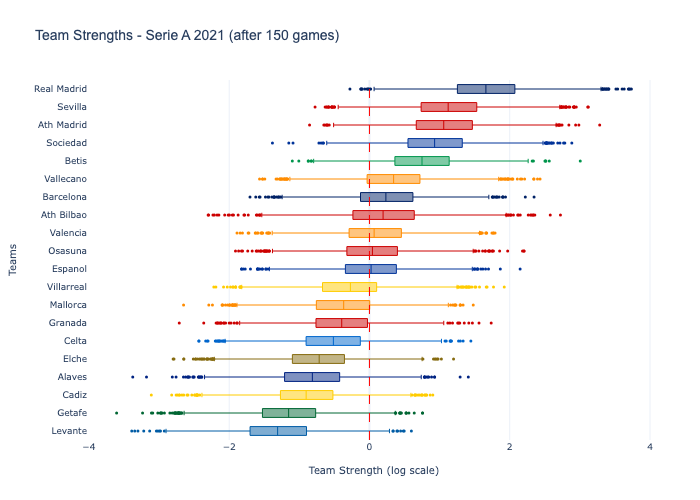 Team Strengths - Serie A 2021 (after 150 games)
Real Madrid
Sevilla
Ath Madrid
Sociedad
Betis
Vallecano
Barcelona
Ath Bilbao
Valencia
Osasuna
Espanol
Villarreal
Mallorca
Granada
Celta
Elche
Alaves
Cadiz
Getafe
Levante
Teams
−4 −2 0 2 4
Team Strength (log scale)